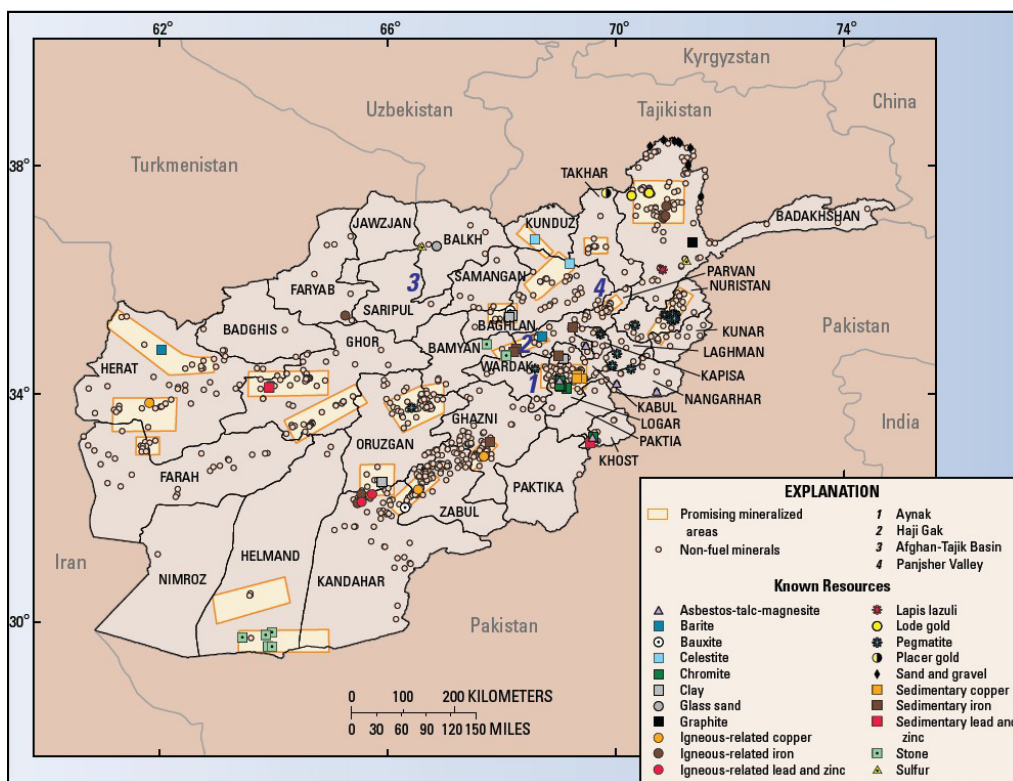 62° 66° 70° 74°
Kyrgyzstan
Uzbekistan
Tajikistan
China
Turkmenistan
38° 38°
TAKHAR
BADAKHSHAN
JAWZJAN
KUNDUZ
BALKH
3
SAMANGAN
4
PARVAN
NURISTAN
FARYAB
SARIPUL
BAGHLAN
KUNAR
BADGHIS
GHOR
BAMYAN
2
LAGHMAN
Pakistan
HERAT
WARDAK
KAPISA
34° 34°
1
NANGARHAR
KABUL
LOGAR
PAKTIA
GHAZNI
India
ORUZGAN
KHOST
FARAH
PAKTIKA
ZABUL
Iran
NIMROZ
HELMAND
KANDAHAR
30°
Pakistan
0 100 200 KILOMETERS
0 30 60 90 120 150
MILES
EXPLANATION
Promising mineralized
areas
Non-fuel minerals
1 Aynak
2 Haji Gak
3 Afghan-Tajik Basin
4 Panjsher Valley
Known Resources
Asbestos-talc-magnesite
Barite
Bauxite
Celestite
Chromite
Clay
Glass sand
Graphite
Igneous-related copper
Igneous-related iron
Igneous-related lead and zinc
Lapis lazuli
Lode gold
Pegmatite
Placer gold
Sand and gravel
Sedimentary copper
Sedimentary iron
Sedimentary lead and
zinc
Stone
Sulfur